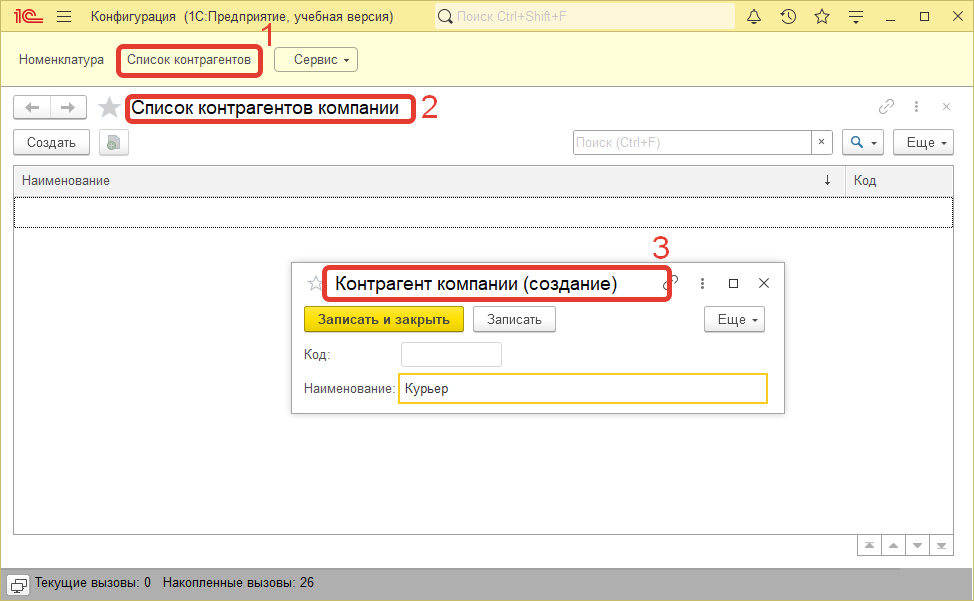 1С Конфигурация (1С:Предприятие, учебная версия) Поиск Ctrl+Shift+F
1
Номенклатура Список контрагентов Сервис
Список контрагентов компании 2
Создать Поиск (Ctrl+F) × Еще
Наименование ↓ Код
3
Контрагент компании (создание)
Записать и закрыть Записать Еще
Код:
Наименование: Курьер
Текущие вызовы: 0 Накопленные вызовы: 26